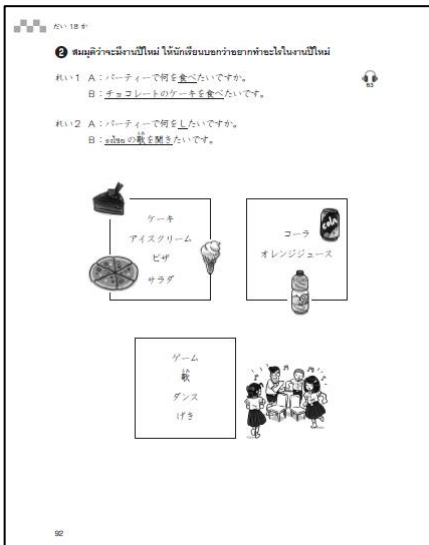 だい 18 か
❷ สมมุติว่าจะมีงานปีใหม่ ให้นักเรียนบอกว่าอยากทำอะไรในงานปีใหม่
れい1 A：パーティーで何を食べたいですか。
B：チョコレートのケーキを食べたいです。
63
れい2 A：パーティーで何をしたいですか。
B：の歌を聞きたいです。
ケーキ
アイスクリーム
ピザ
サラダ
コーラ
オレンジジュース
cola
ゲーム
歌
ダンス
げき
92